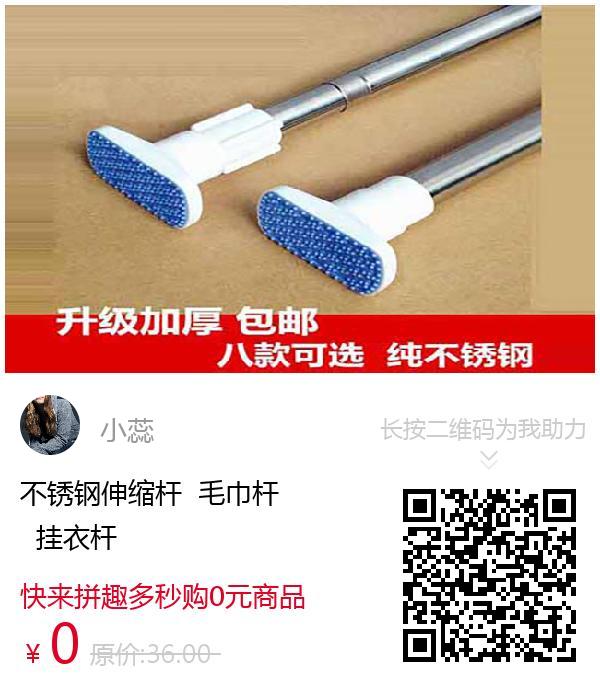 升级加厚 包邮
八款可选 纯不锈钢
小蕊
长按二维码为我助力
不锈钢伸缩杆 毛巾杆
挂衣杆
快来拼趣多秒购0元商品
¥0 原价:36.00